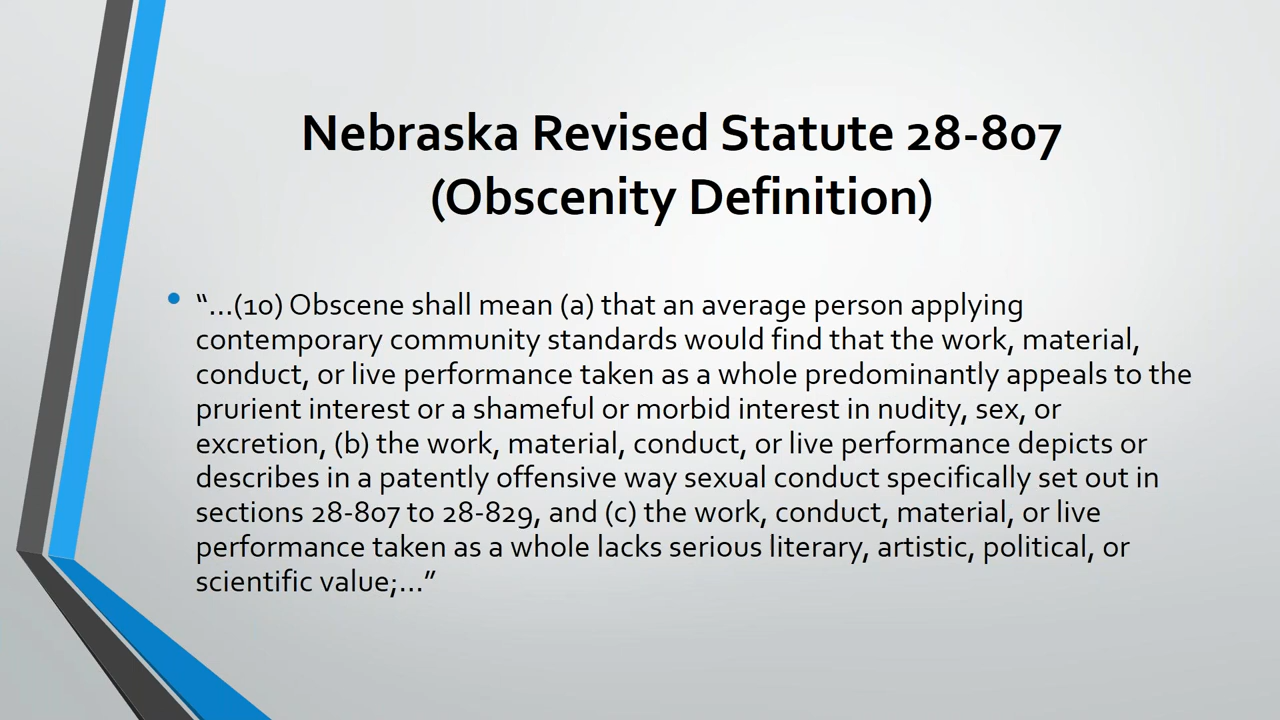 Nebraska Revised Statute 28-807
(Obscenity Definition)
• “...(10) Obscene shall mean (a) that an average person applying
contemporary community standards would find that the work, material,
conduct, or live performance taken as a whole predominantly appeals to the
prurient interest or a shameful or morbid interest in nudity, sex, or
excretion, (b) the work, material, conduct, or live performance depicts or
describes in a patently offensive way sexual conduct specifically set out in
sections 28-807 to 28-829, and (c) the work, conduct, material, or live
performance taken as a whole lacks serious literary, artistic, political, or
scientific value;...”